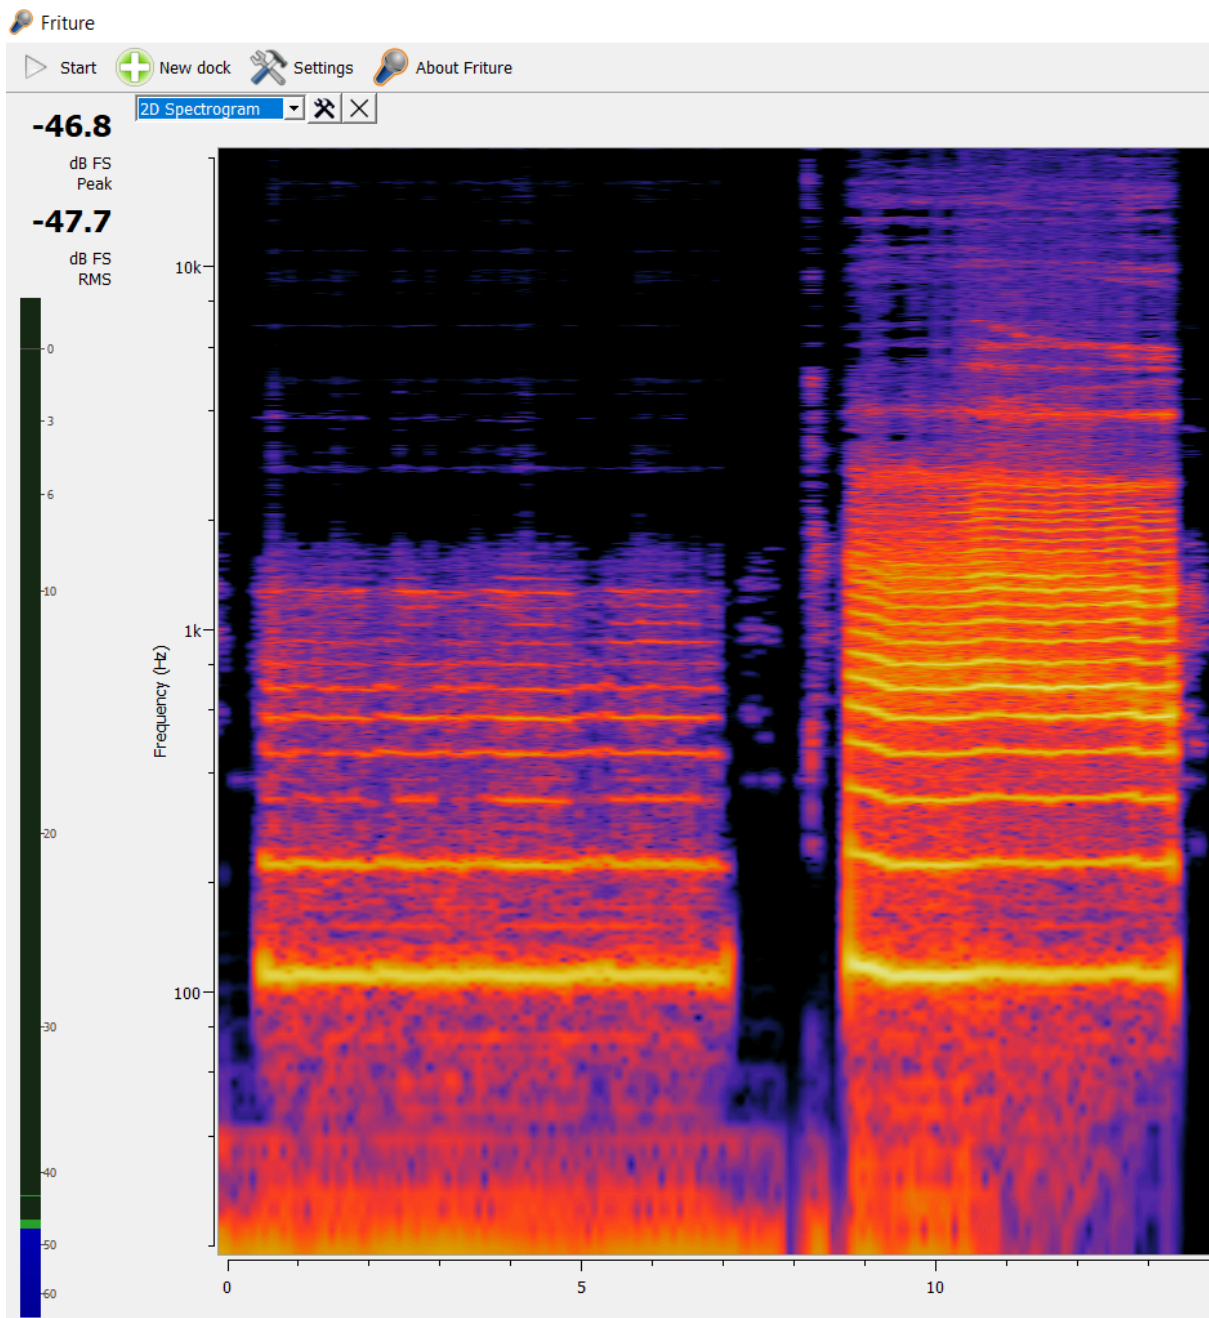 Friture
Start New dock Settings About Friture
2D Spectrogram
-46.8
dB FS
Peak
-47.7
dB FS
RMS
0
3
6
10
20
30
40
50
60
Frequency (Hz)
10k
1k
100
0 5 10